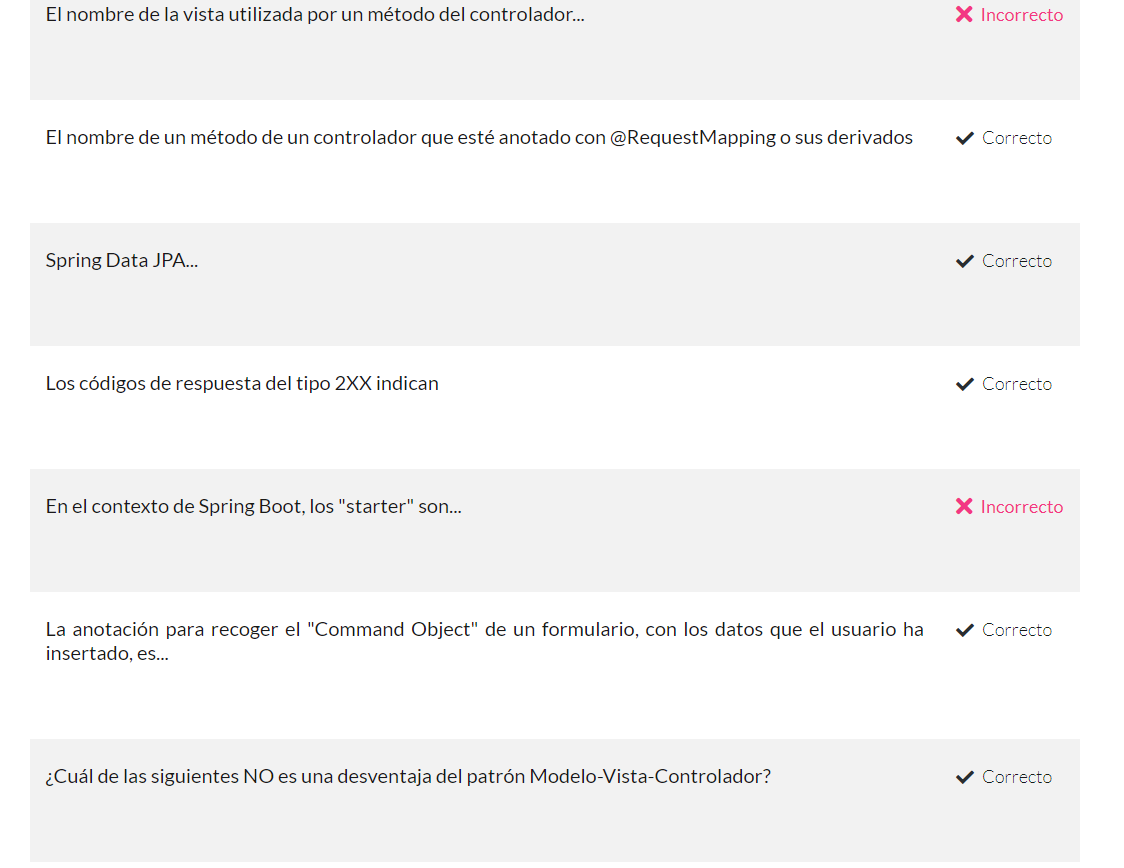 El nombre de la vista utilizada por un método del controlador...
Incorrecto
El nombre de un método de un controlador que esté anotado con @RequestMapping o sus derivados
Correcto
Spring Data JPA...
Correcto
Los códigos de respuesta del tipo 2XX indican
Correcto
En el contexto de Spring Boot, los "starter" son...
Incorrecto
La anotación para recoger el "Command Object" de un formulario, con los datos que el usuario ha
insertado, es...
Correcto
¿Cuál de las siguientes NO es una desventaja del patrón Modelo-Vista-Controlador?
Correcto